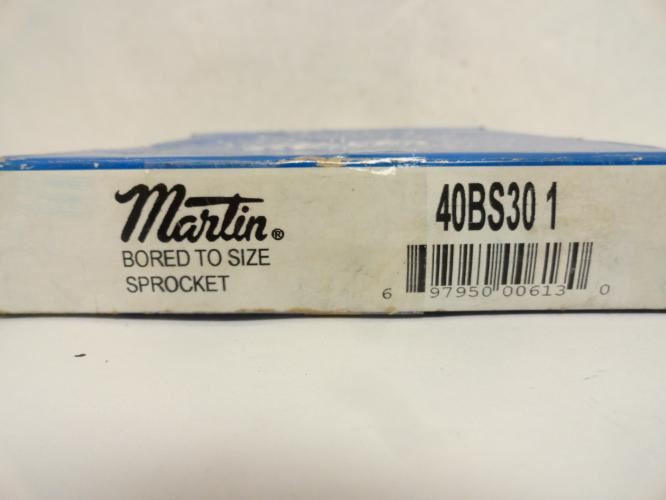 Martin®
BORED TO SIZE
SPROCKET
40BS30 1
6 97950 00613 0